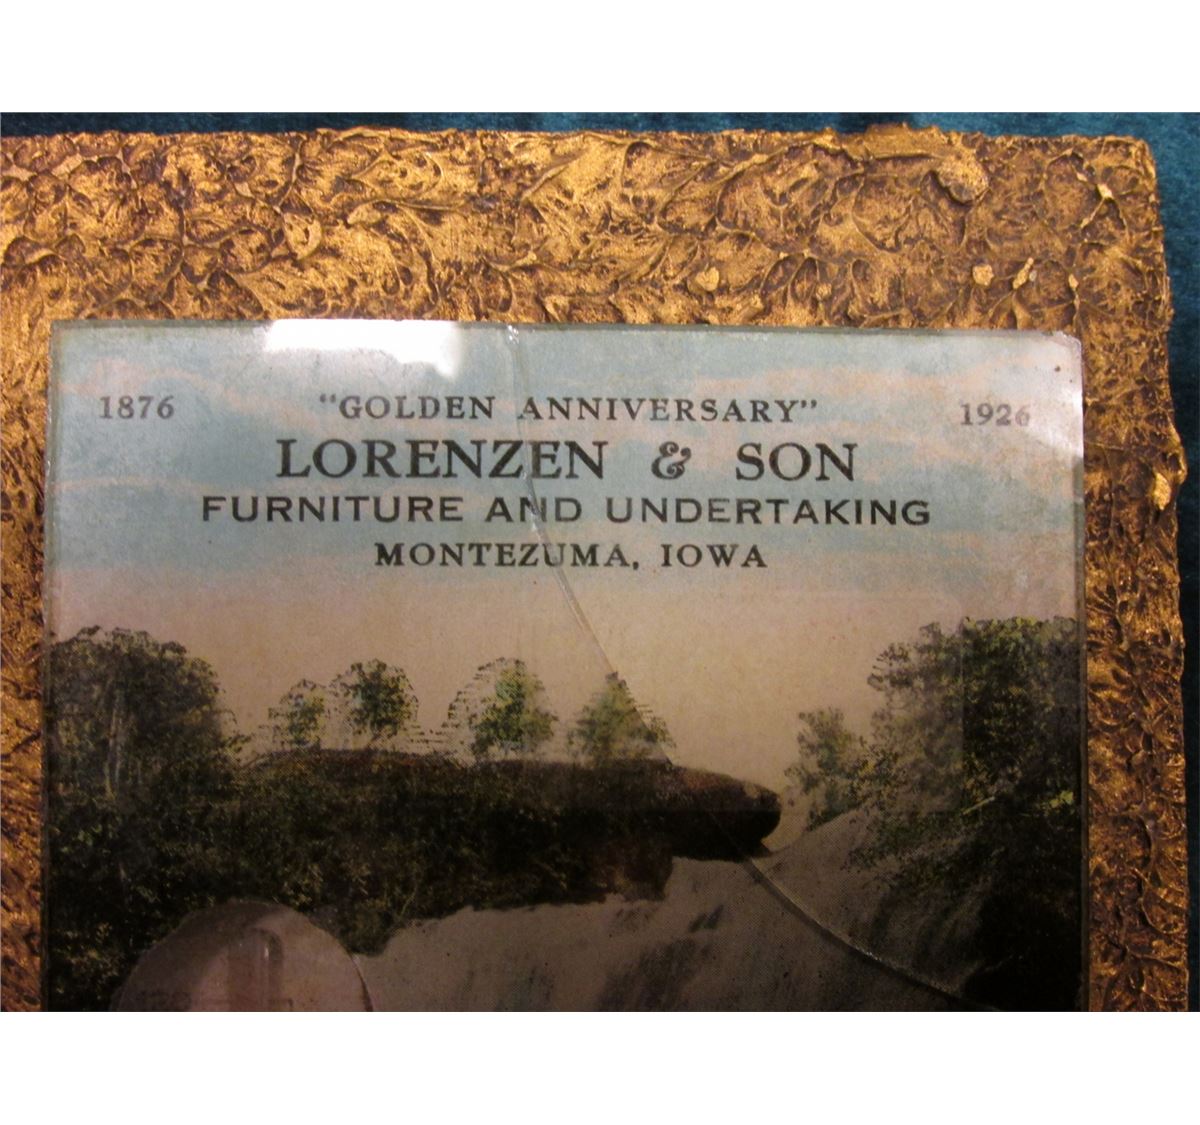 1876 "GOLDEN ANNIVERSARY" 1926
LORENZEN & SON
FURNITURE AND UNDERTAKING
MONTEZUMA, IOWA